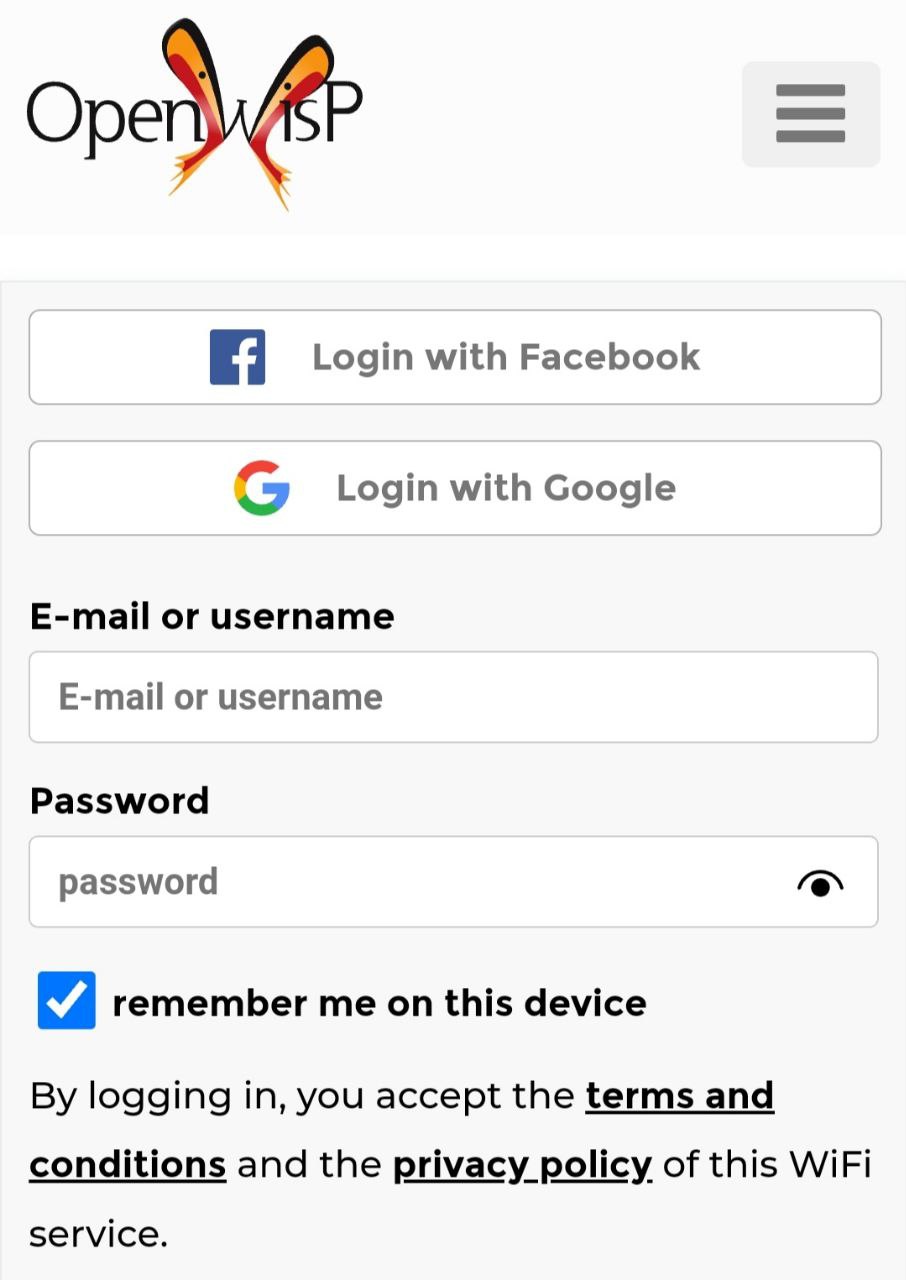 OpenWisP
Login with Facebook
Login with Google
E-mail or username
E-mail or username
Password
password
remember me on this device
By logging in, you accept the terms and
conditions and the privacy policy of this WiFi
service.